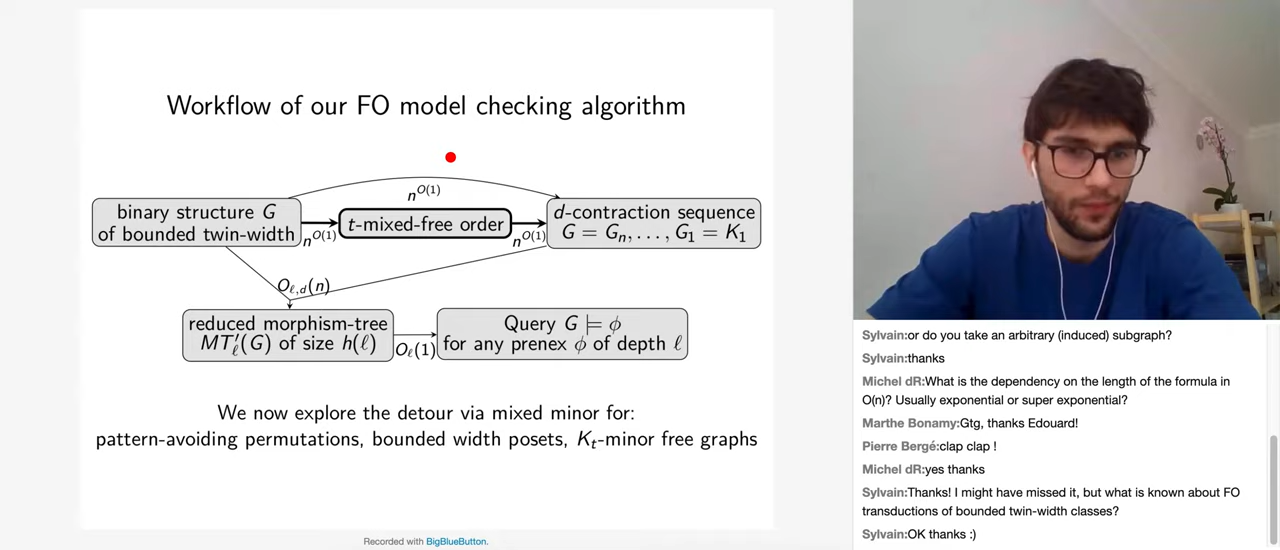 Workflow of our FO model checking algorithm
n^{O(1)}
binary structure G
of bounded twin-width
n^{O(1)}
t-mixed-free order
n^{O(1)}
d-contraction sequence
G = G_n, . . . , G_1 = K_1
O_{ℓ,d}(n)
reduced morphism-tree
MT'_ℓ(G) of size h(ℓ)
O_ℓ(1)
Query G ⊨ ϕ
for any prenex ϕ of depth ℓ
We now explore the detour via mixed minor for:
pattern-avoiding permutations, bounded width posets, K_t-minor free graphs
Recorded with BigBlueButton.
Sylvain:or do you take an arbitrary (induced) subgraph?
Sylvain:thanks
Michel dR:What is the dependency on the length of the formula in
O(n)? Usually exponential or super exponential?
Marthe Bonamy:Gtg, thanks Edouard!
Pierre Bergé:clap clap !
Michel dR:yes thanks
Sylvain:Thanks! I might have missed it, but what is known about FO
transductions of bounded twin-width classes?
Sylvain:OK thanks :)